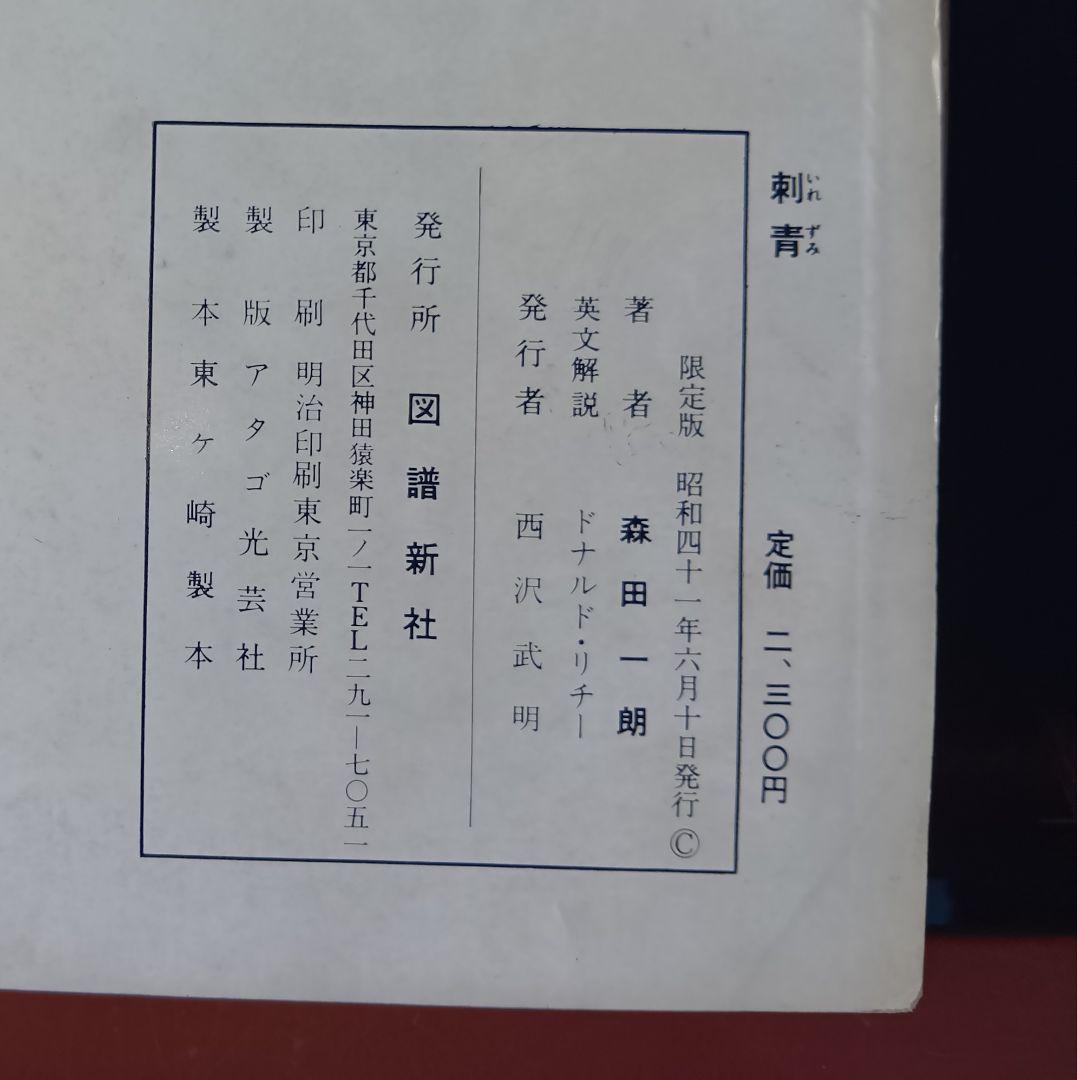 刺青 定価 二、三〇〇円
いれずみ
限定版 昭和四十一年六月十日発行 ©
著者 森田一朗
英文解説 ドナルド・リチー
発行者 西沢武明
発行所 図譜新社
東京都千代田区神田猿楽町一ノ一TEL二九一―七〇五一
印刷 明治印刷東京営業所
製版 アタゴ光芸社
製本 東ヶ崎製本